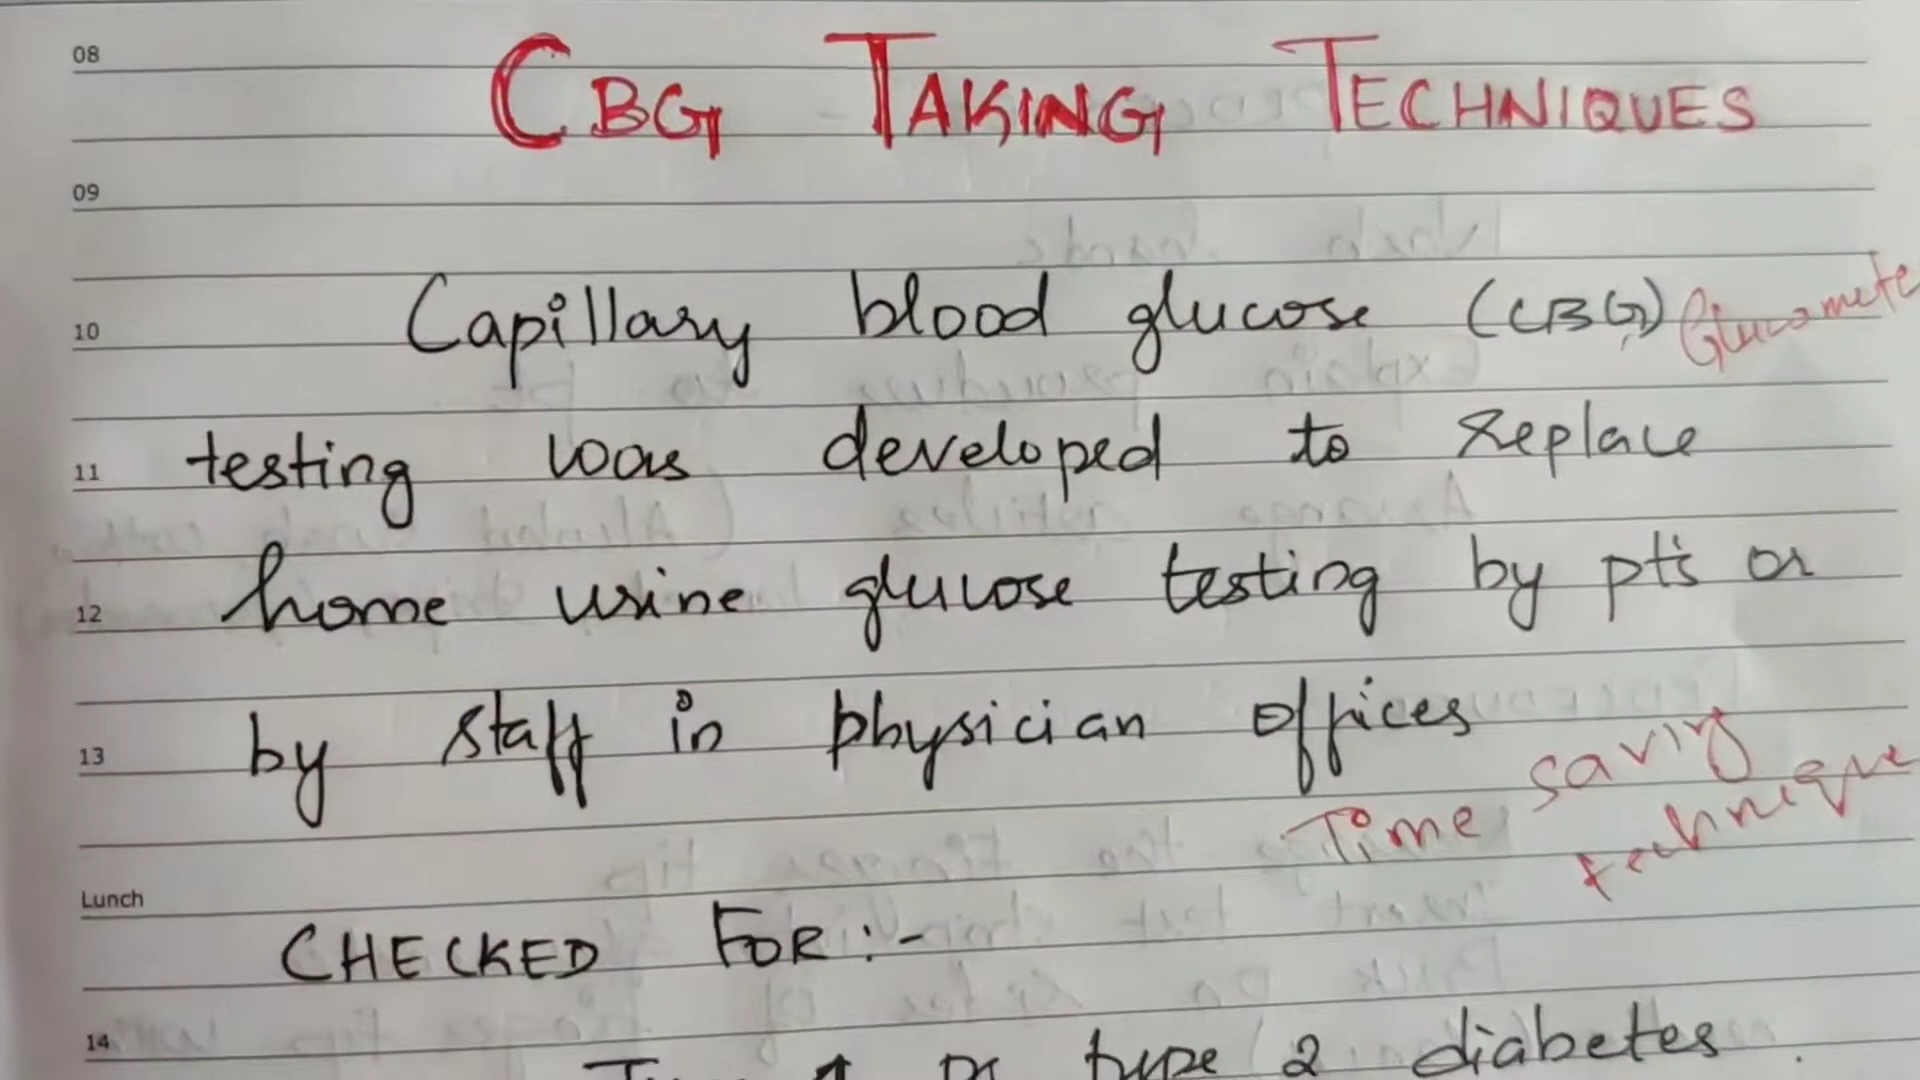 08
CBG TAKING TECHNIQUES
09
10 Capillary blood glucose (CBG) Glucomete
11 testing was developed to replace
12 home urine glucose testing by pt's or
13 by staff in physician offices
Time saving
technique
Lunch
CHECKED FOR:-
14 or type 2 diabetes.